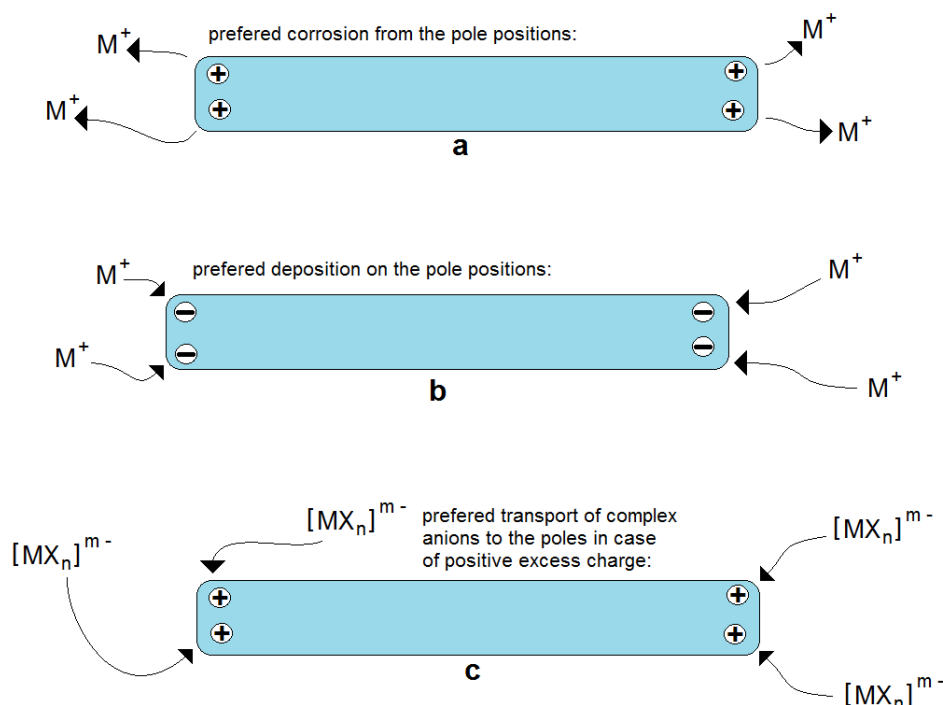 prefered corrosion from the pole positions:
M⁺ M⁺
M⁺ M⁺
+ +
+ +
a
prefered deposition on the pole positions:
M⁺ M⁺
M⁺ M⁺
− −
− −
b
[MXₙ]ᵐ⁻ prefered transport of complex
anions to the poles in case
of positive excess charge:
[MXₙ]ᵐ⁻ [MXₙ]ᵐ⁻
+ +
+ +
c
[MXₙ]ᵐ⁻